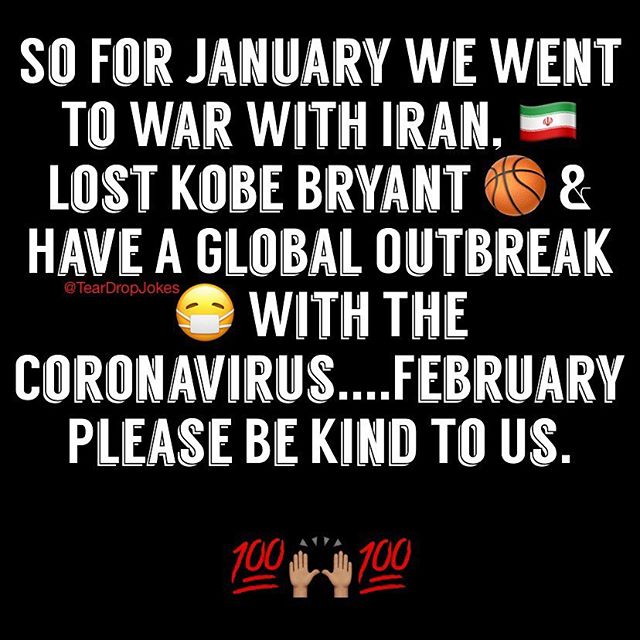 SO FOR JANUARY WE WENT
TO WAR WITH IRAN, 🇮🇷
LOST KOBE BRYANT 🏀 &
HAVE A GLOBAL OUTBREAK
@TearDropJokes
😷 WITH THE
CORONAVIRUS....FEBRUARY
PLEASE BE KIND TO US.
💯🙌🏽💯